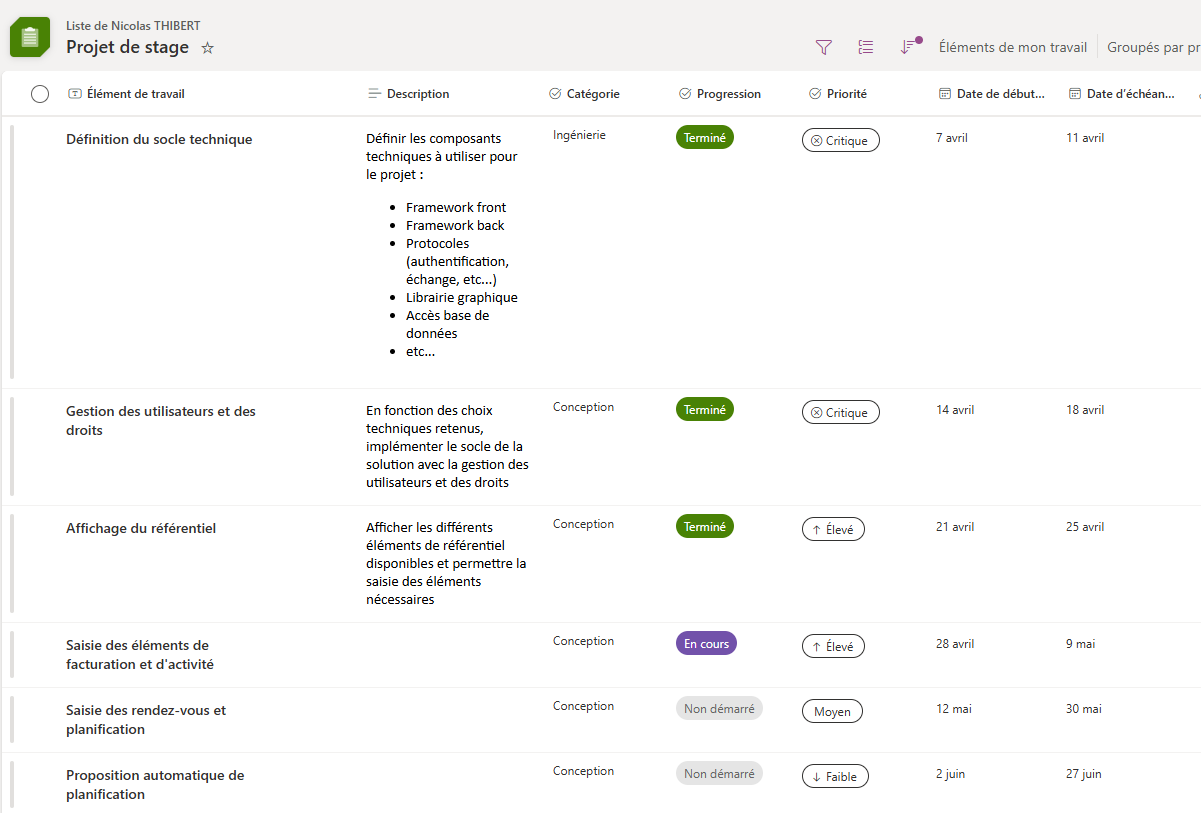 Liste de Nicolas THIBERT
Projet de stage
Éléments de mon travail
Groupés par pr
Élément de travail
Description
Catégorie
Progression
Priorité
Date de début...
Date d'échéan...
Définition du socle technique
Définir les composants
techniques à utiliser pour
le projet :
• Framework front
• Framework back
• Protocoles
(authentification,
échange, etc...)
• Librairie graphique
• Accès base de
données
• etc...
Ingénierie
Terminé
Critique
7 avril
11 avril
Gestion des utilisateurs et des
droits
En fonction des choix
techniques retenus,
implémenter le socle de la
solution avec la gestion des
utilisateurs et des droits
Conception
Terminé
Critique
14 avril
18 avril
Affichage du référentiel
Afficher les différents
éléments de référentiel
disponibles et permettre la
saisie des éléments
nécessaires
Conception
Terminé
↑ Élevé
21 avril
25 avril
Saisie des éléments de
facturation et d'activité
Conception
En cours
↑ Élevé
28 avril
9 mai
Saisie des rendez-vous et
planification
Conception
Non démarré
Moyen
12 mai
30 mai
Proposition automatique de
planification
Conception
Non démarré
↓ Faible
2 juin
27 juin